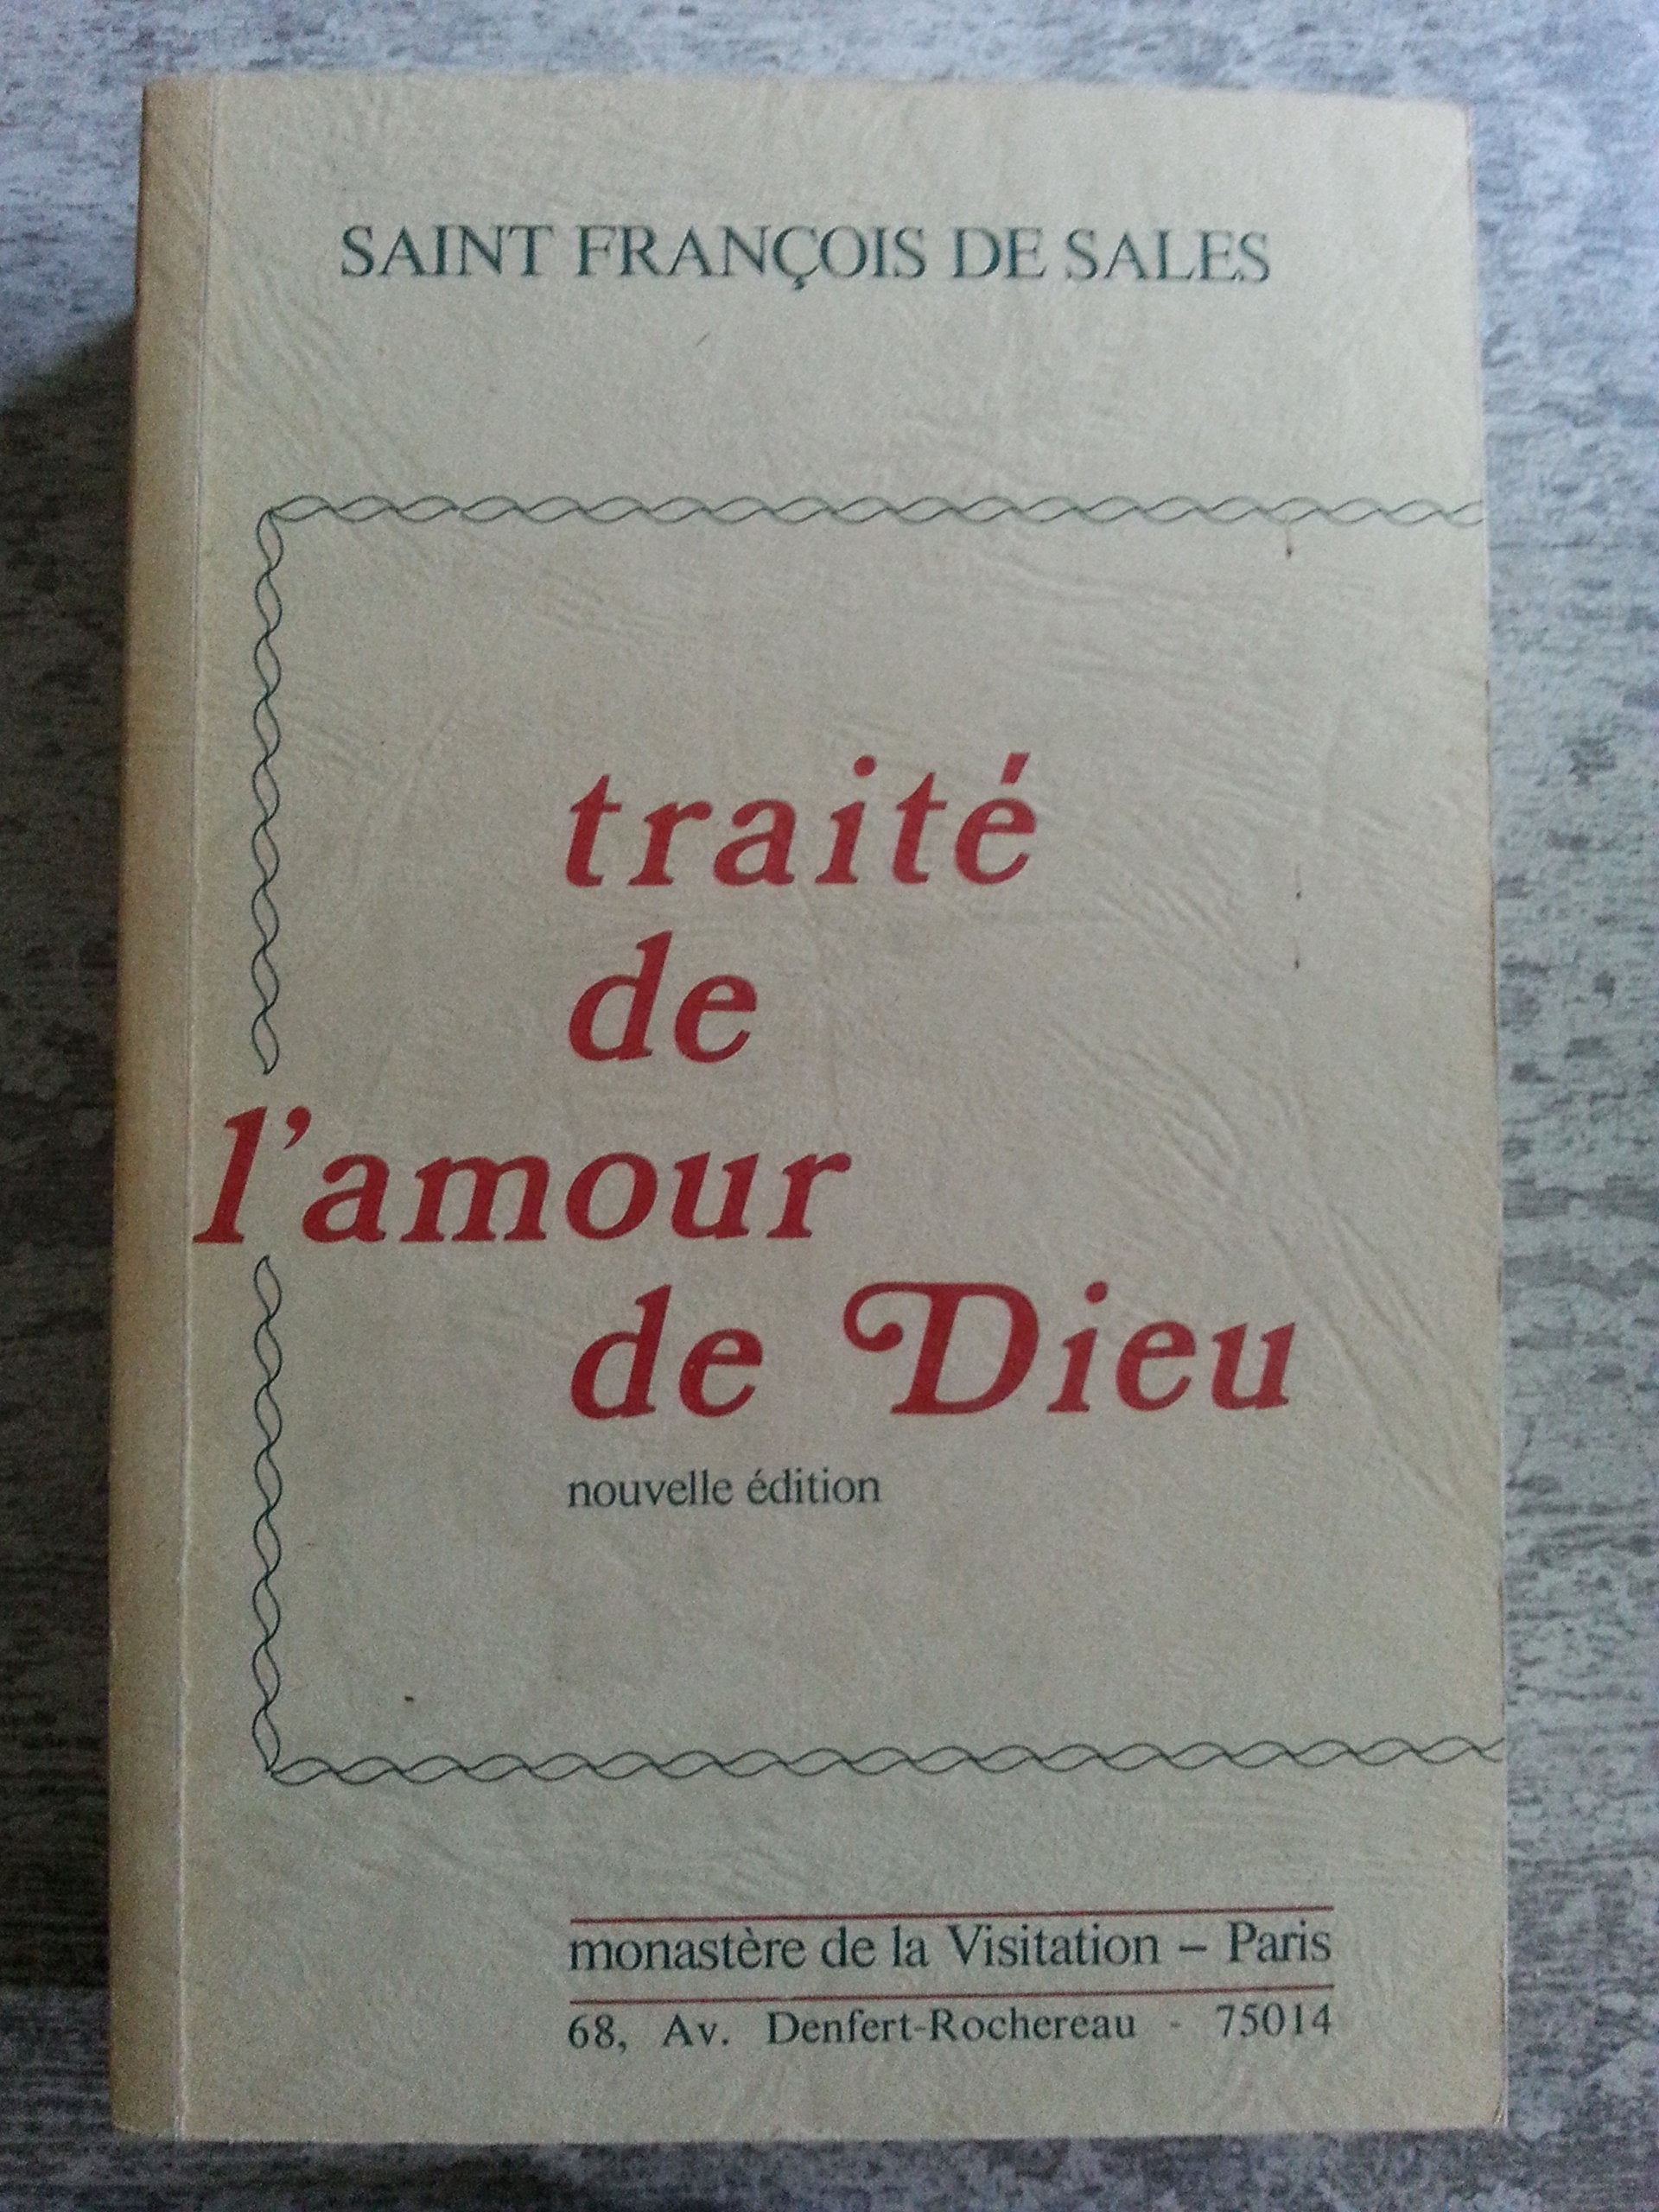 SAINT FRANÇOIS DE SALES
traité
de
l'amour
de Dieu
nouvelle édition
monastère de la Visitation – Paris
68, Av. Denfert-Rochereau - 75014